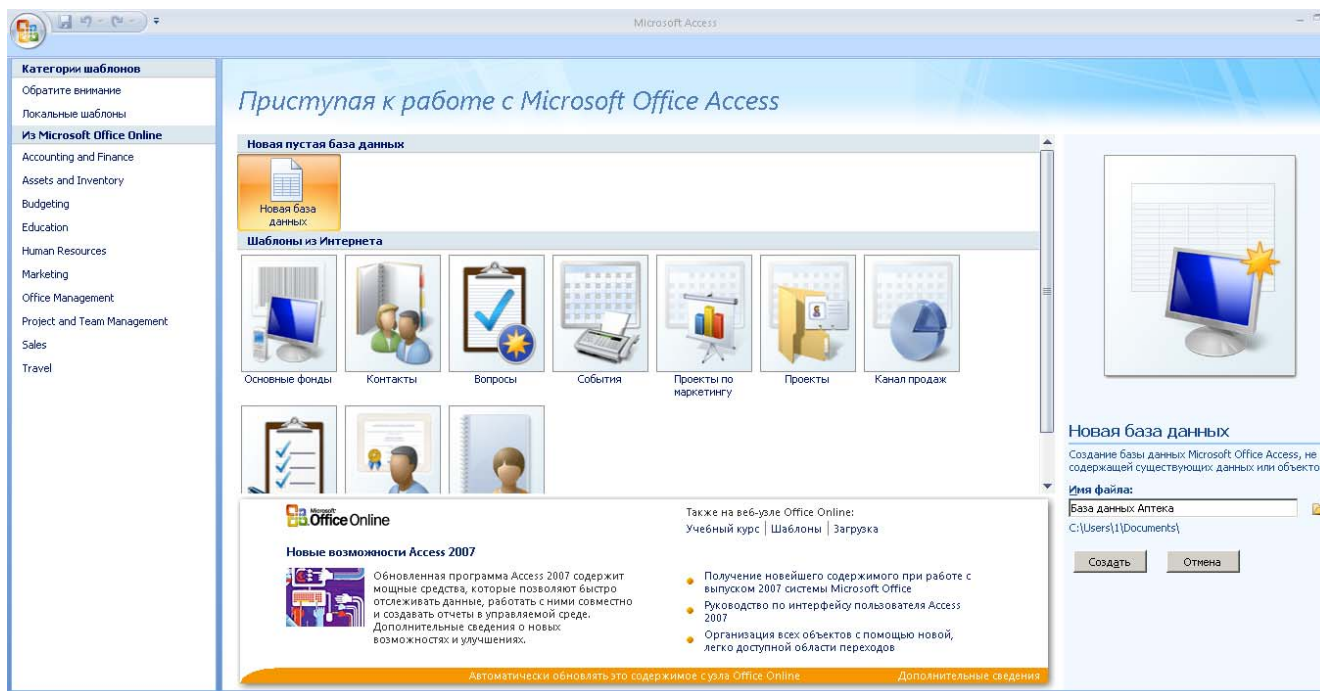 Microsoft Access
Категории шаблонов
Обратите внимание
Локальные шаблоны
Из Microsoft Office Online
Accounting and Finance
Assets and Inventory
Budgeting
Education
Human Resources
Marketing
Office Management
Project and Team Management
Sales
Travel
Приступая к работе с Microsoft Office Access
Новая пустая база данных
Новая база
данных
Шаблоны из Интернета
Основные фонды
Контакты
Вопросы
События
Проекты по
маркетингу
Проекты
Канал продаж
Microsoft
Office Online
Также на веб-узле Office Online:
Учебный курс | Шаблоны | Загрузка
Новые возможности Access 2007
Обновленная программа Access 2007 содержит
мощные средства, которые позволяют быстро
отслеживать данные, работать с ними совместно
и создавать отчеты в управляемой среде.
Дополнительные сведения о новых
возможностях и улучшениях.
Получение новейшего содержимого при работе с
выпуском 2007 системы Microsoft Office
Руководство по интерфейсу пользователя Access
2007
Организация всех объектов с помощью новой,
легко доступной области переходов
Автоматически обновлять это содержимое с узла Office Online
Дополнительные сведения
Новая база данных
Создание базы данных Microsoft Office Access, не
содержащей существующих данных или объекто
Имя файла:
База данных Аптека
C:\Users\1\Documents\
Создать
Отмена